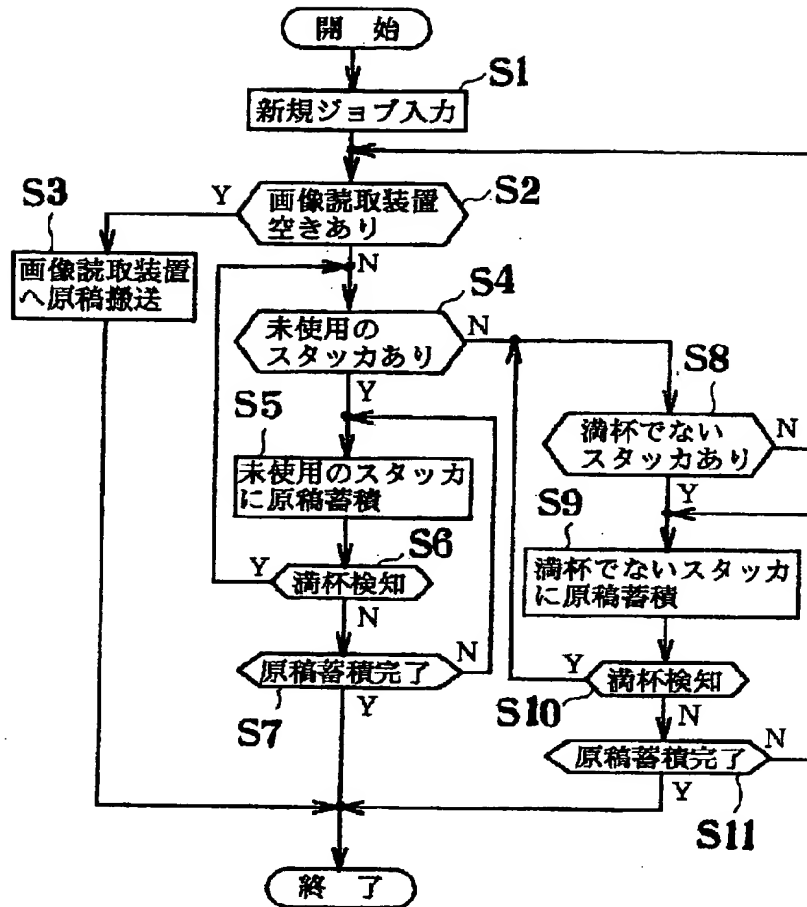 開 始
S1
新規ジョブ入力
S2
Y
画像読取装置
空きあり
N
S3
画像読取装置
へ原稿搬送
S4
未使用の
スタッカあり
N
Y
S8
満杯でない
スタッカあり
N
Y
S5
未使用のスタッカ
に原稿蓄積
S9
満杯でないスタッカ
に原稿蓄積
S6
Y
満杯検知
N
原稿蓄積完了
N
S7
Y
Y
満杯検知
S10
N
原稿蓄積完了
N
Y
S11
終 了